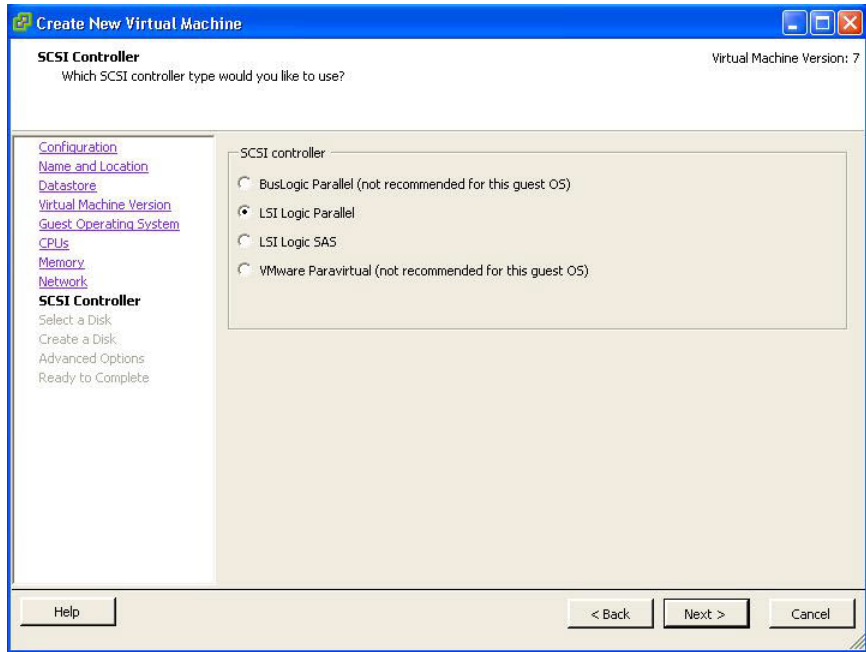 Create New Virtual Machine
SCSI Controller
Which SCSI controller type would you like to use?
Virtual Machine Version: 7
Configuration
Name and Location
Datastore
Virtual Machine Version
Guest Operating System
CPUs
Memory
Network
SCSI Controller
Select a Disk
Create a Disk
Advanced Options
Ready to Complete
SCSI controller
BusLogic Parallel (not recommended for this guest OS)
LSI Logic Parallel
LSI Logic SAS
VMware Paravirtual (not recommended for this guest OS)
Help
< Back
Next >
Cancel